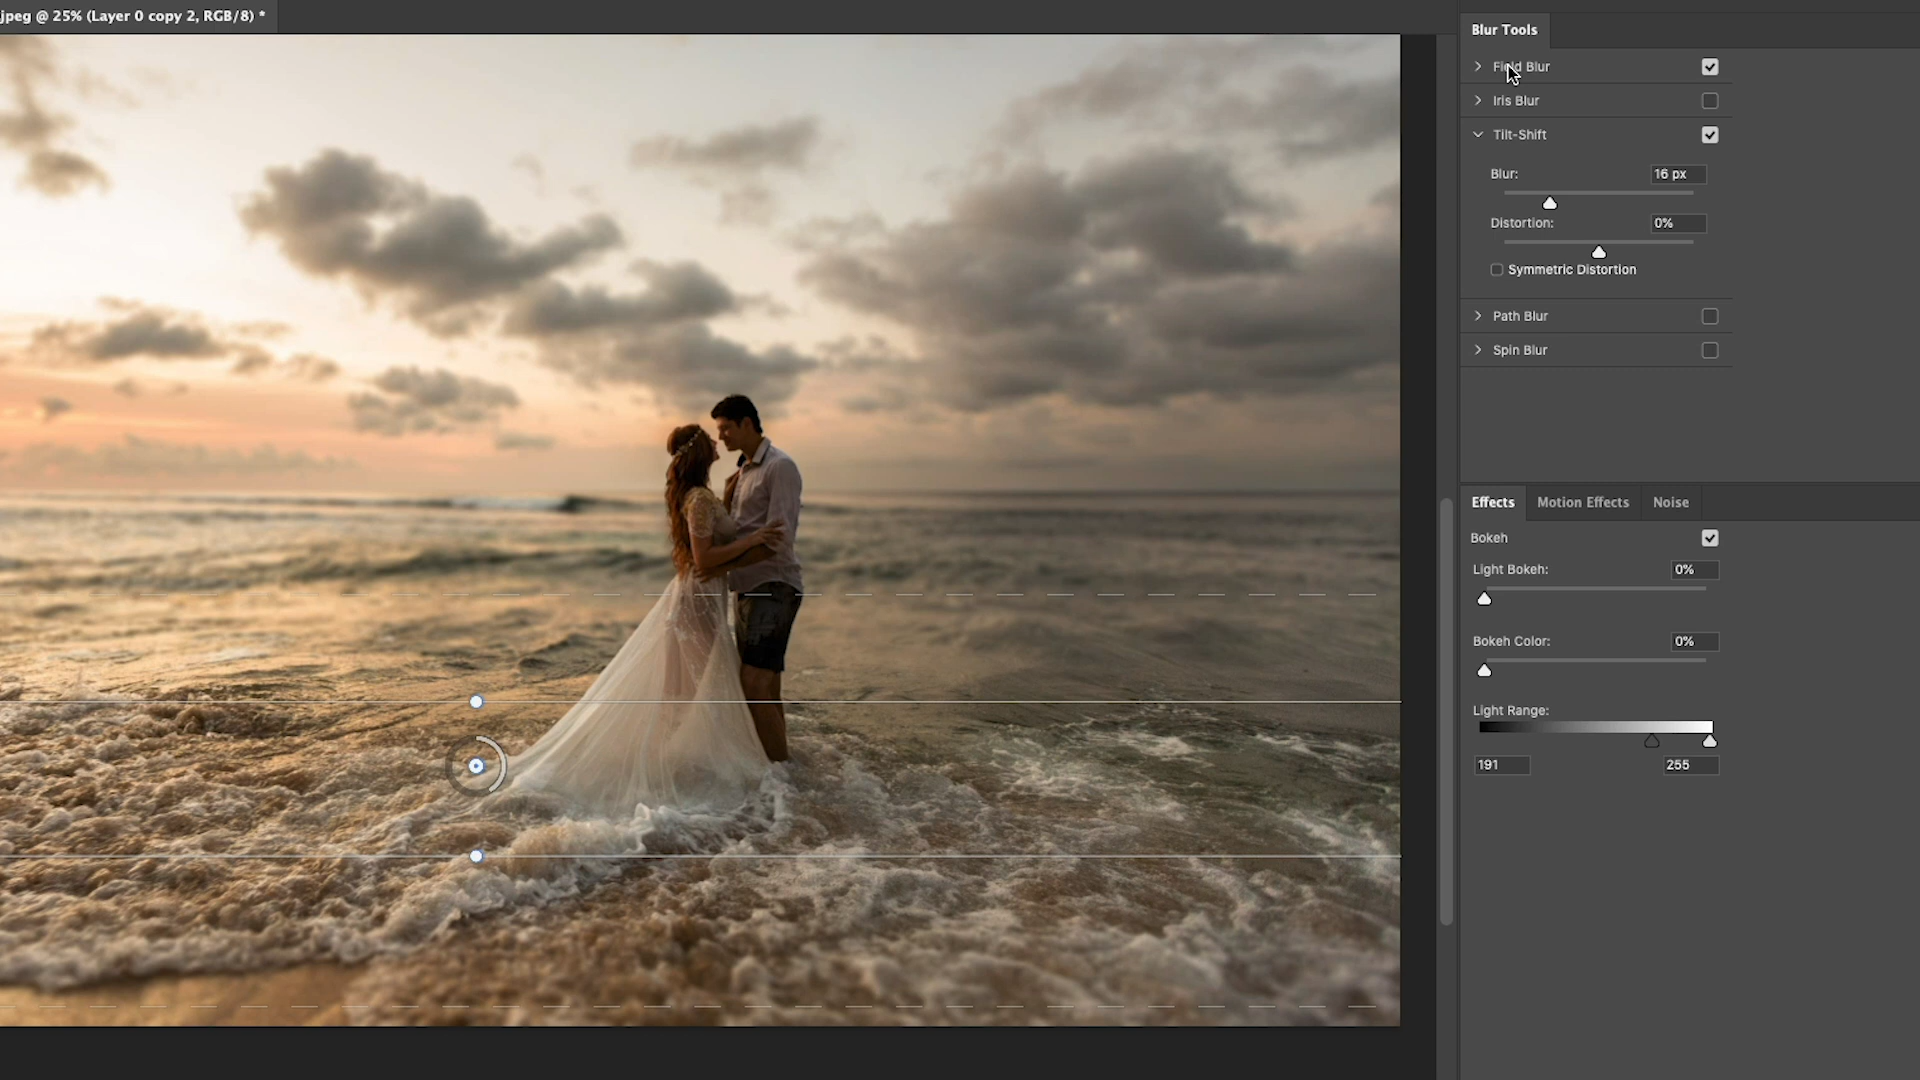 jpeg @ 25% (Layer 0 copy 2, RGB/8) *
Blur Tools
Field Blur
Iris Blur
Tilt-Shift
Blur:
16 px
Distortion:
0%
Symmetric Distortion
Path Blur
Spin Blur
Effects
Motion Effects
Noise
Bokeh
Light Bokeh:
0%
Bokeh Color:
0%
Light Range:
191
255